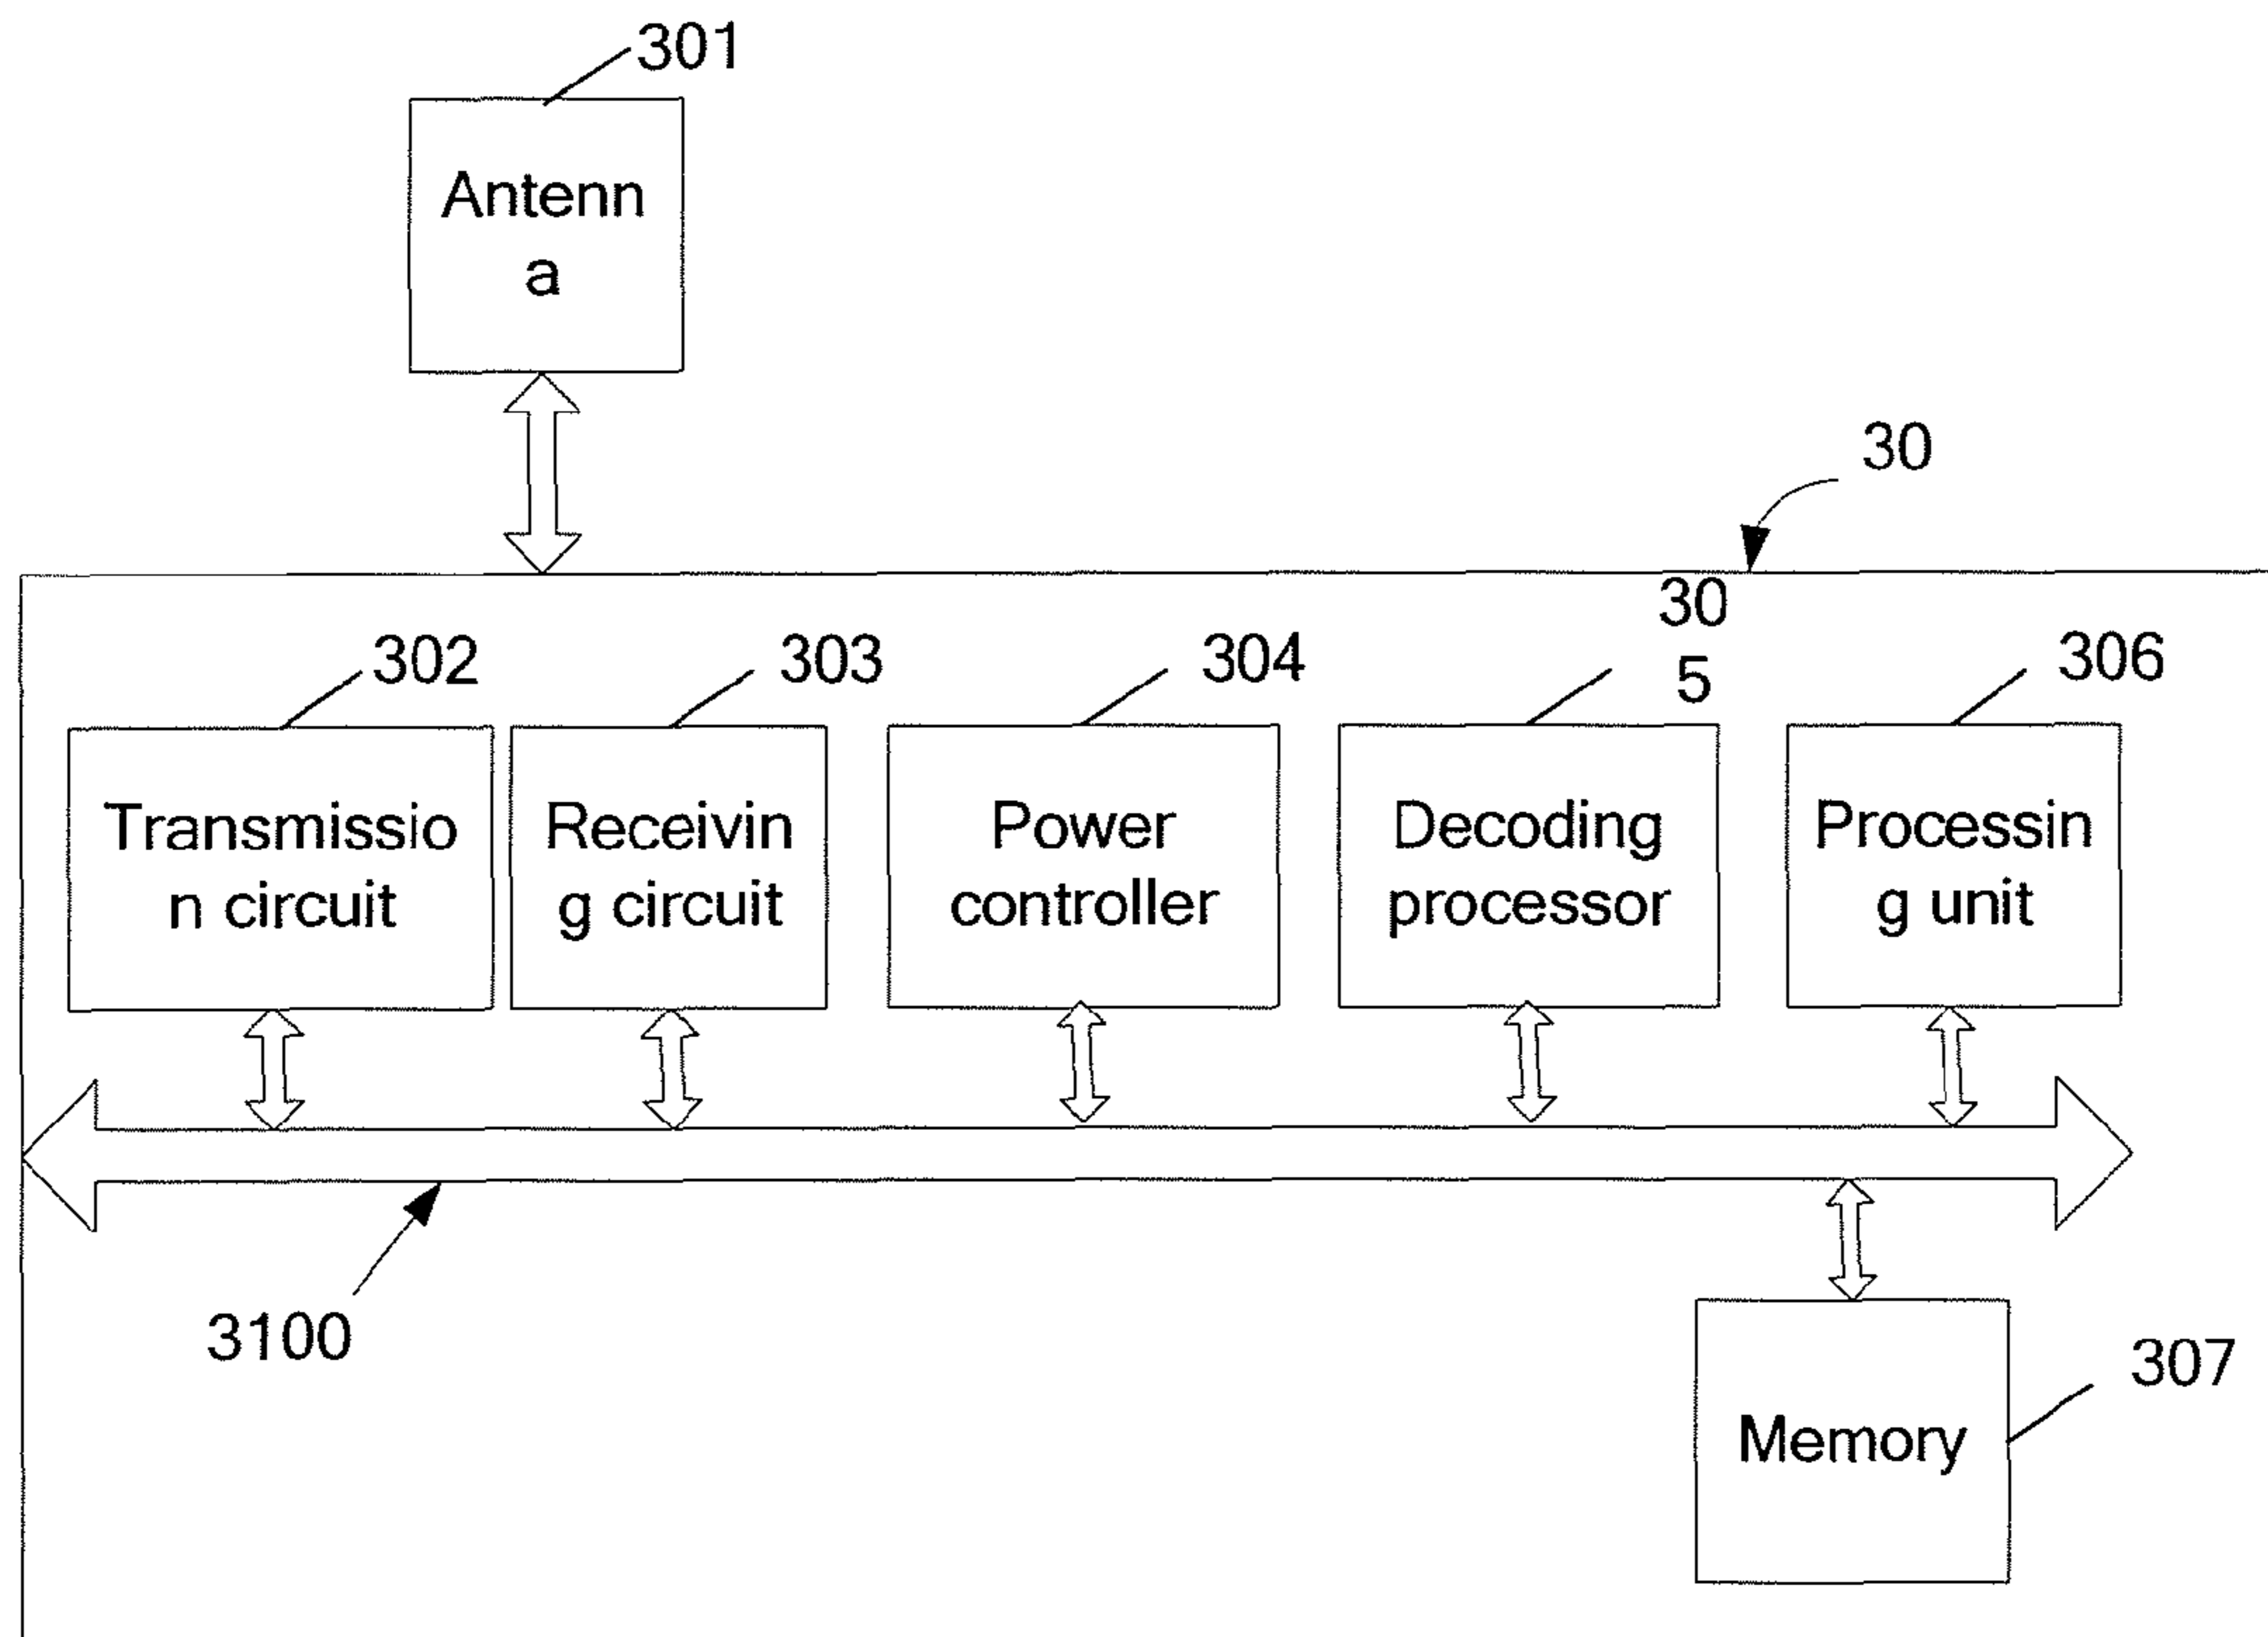 301
Antenn
a
30
30
5
302
303
304
306
Transmissio
n circuit
Receivin
g circuit
Power
controller
Decoding
processor
Processin
g unit
3100
307
Memory